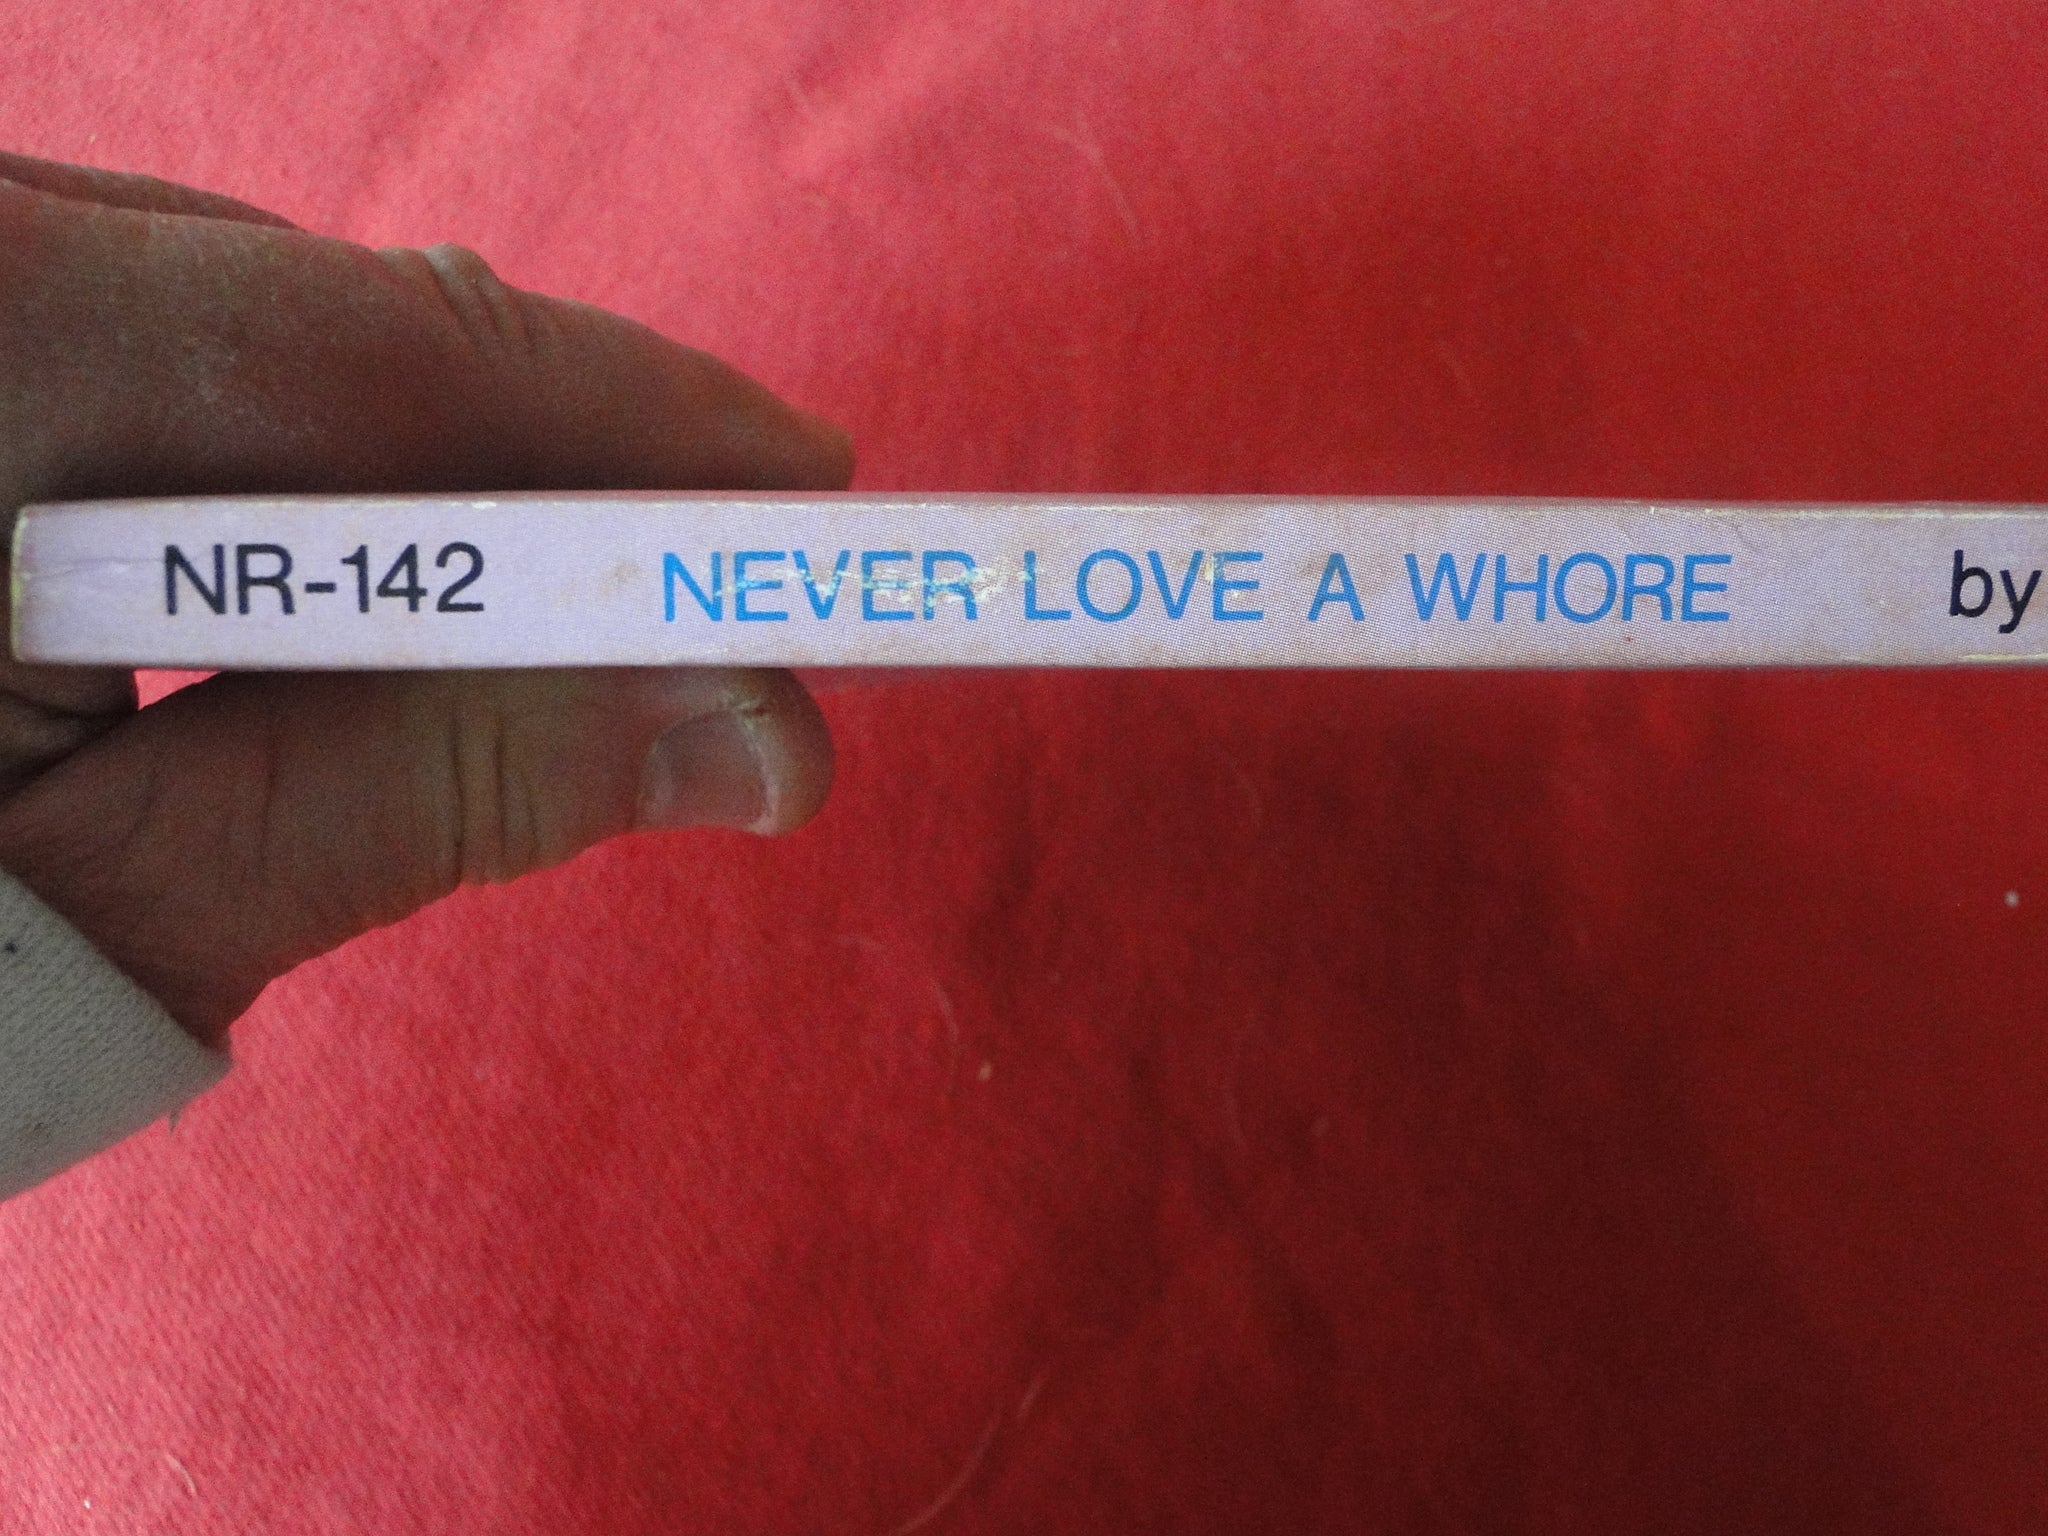 NR-142 NEVER LOVE A WHORE by